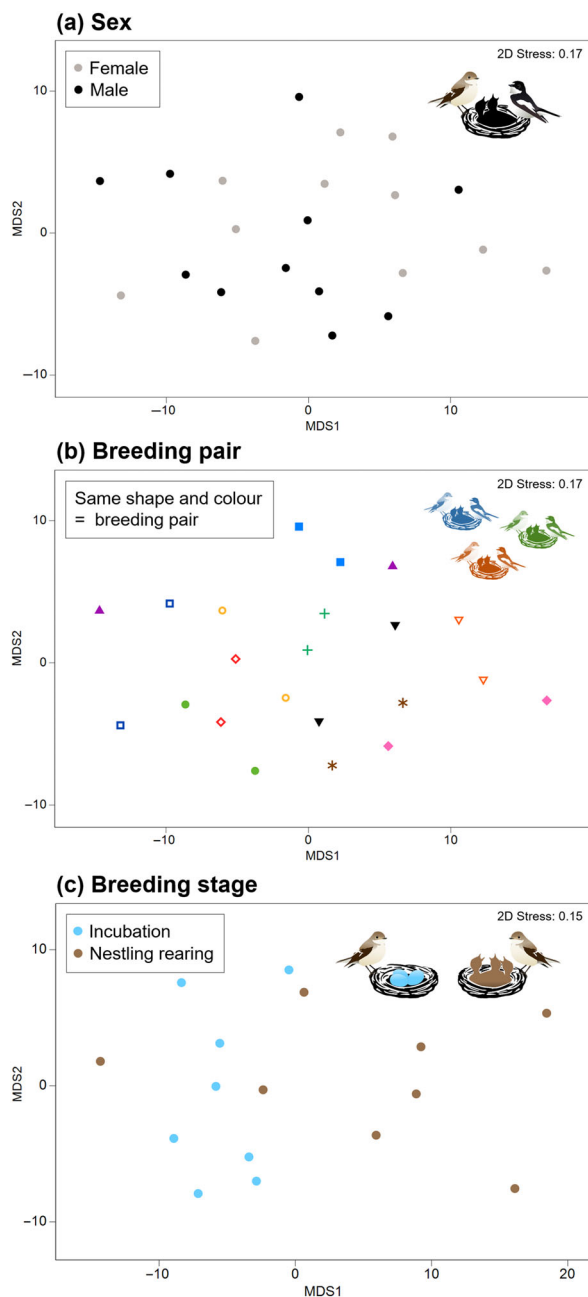 (a) Sex
2D Stress: 0.17
Female
Male
10
0
−10
MDS2
−10
0
10
MDS1
(b) Breeding pair
2D Stress: 0.17
Same shape and colour
= breeding pair
10
0
−10
MDS2
−10
0
10
MDS1
(c) Breeding stage
2D Stress: 0.15
Incubation
Nestling rearing
10
0
−10
MDS2
−10
0
10
20
MDS1